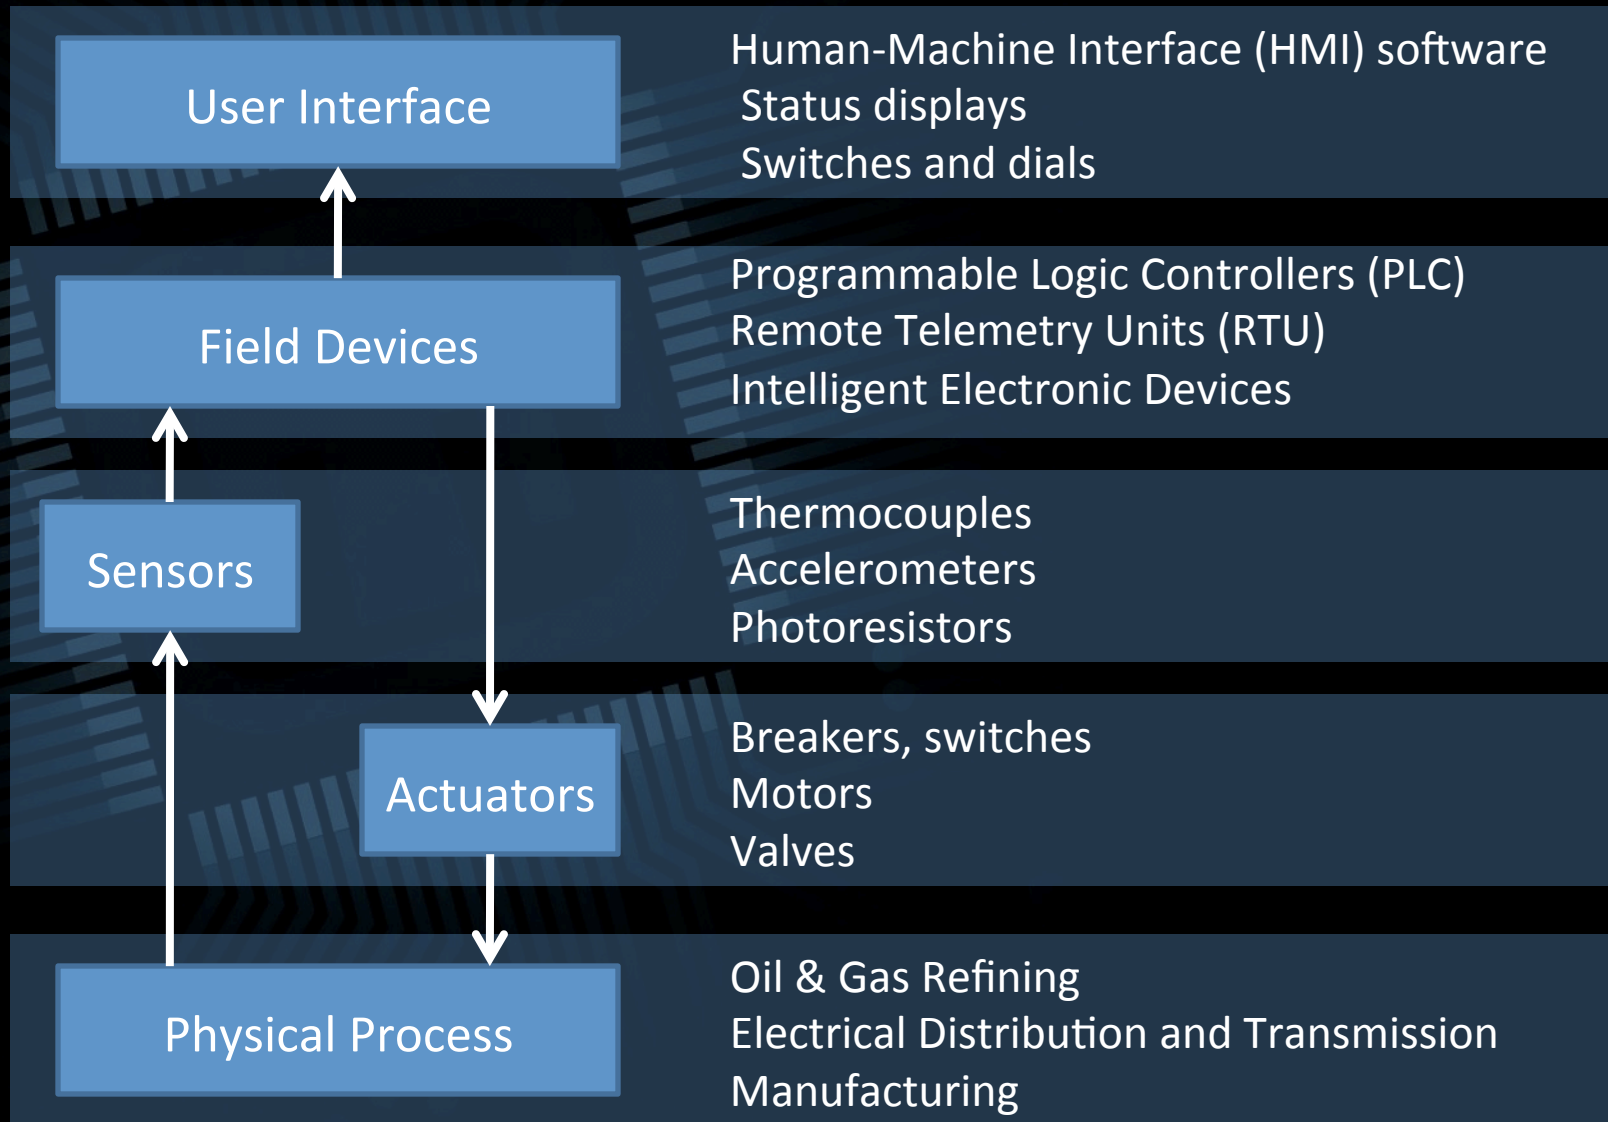 User Interface
Human-Machine Interface (HMI) software
Status displays
Switches and dials
Field Devices
Programmable Logic Controllers (PLC)
Remote Telemetry Units (RTU)
Intelligent Electronic Devices
Sensors
Thermocouples
Accelerometers
Photoresistors
Actuators
Breakers, switches
Motors
Valves
Physical Process
Oil & Gas Refining
Electrical Distribution and Transmission
Manufacturing